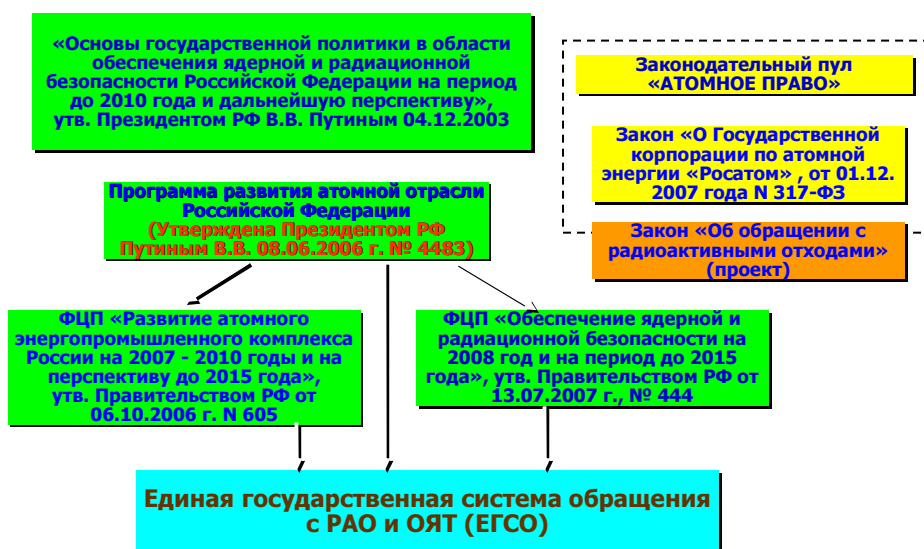 «Основы государственной политики в области
обеспечения ядерной и радиационной
безопасности Российской Федерации на период
до 2010 года и дальнейшую перспективу»,
утв. Президентом РФ В.В. Путиным 04.12.2003
Законодательный пул
«АТОМНОЕ ПРАВО»
Закон «О Государственной
корпорации по атомной
энергии «Росатом» , от 01.12.
2007 года N 317-ФЗ
Закон «Об обращении с
радиоактивными отходами»
(проект)
Программа развития атомной отрасли
Российской Федерации
(Утверждена Президентом РФ
Путиным В.В. 08.06.2006 г. № 4483)
ФЦП «Развитие атомного
энергопромышленного комплекса
России на 2007 - 2010 годы и на
перспективу до 2015 года»,
утв. Правительством РФ от
06.10.2006 г. N 605
ФЦП «Обеспечение ядерной и
радиационной безопасности на
2008 год и на период до 2015
года», утв. Правительством РФ от
13.07.2007 г., № 444
Единая государственная система обращения
с РАО и ОЯТ (ЕГСО)